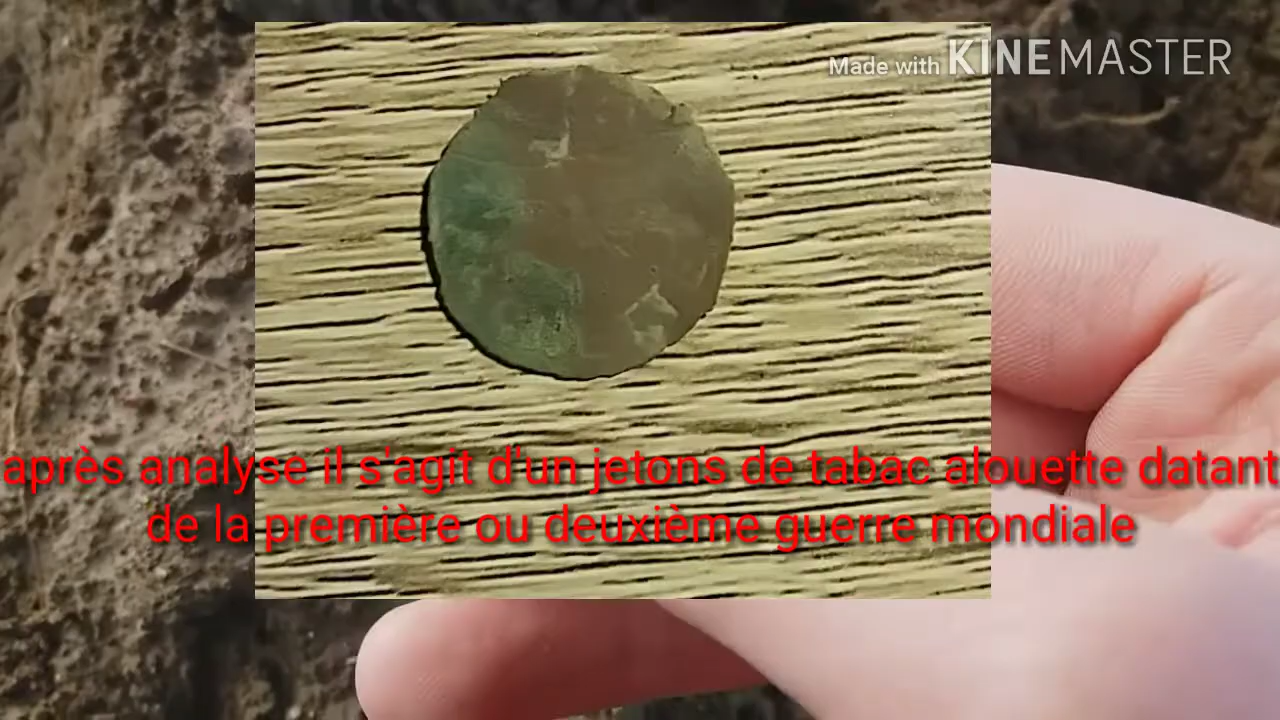 Made with KINEMASTER
après analyse il s'agit d'un jetons de tabac alouette datant
de la première ou deuxième guerre mondiale